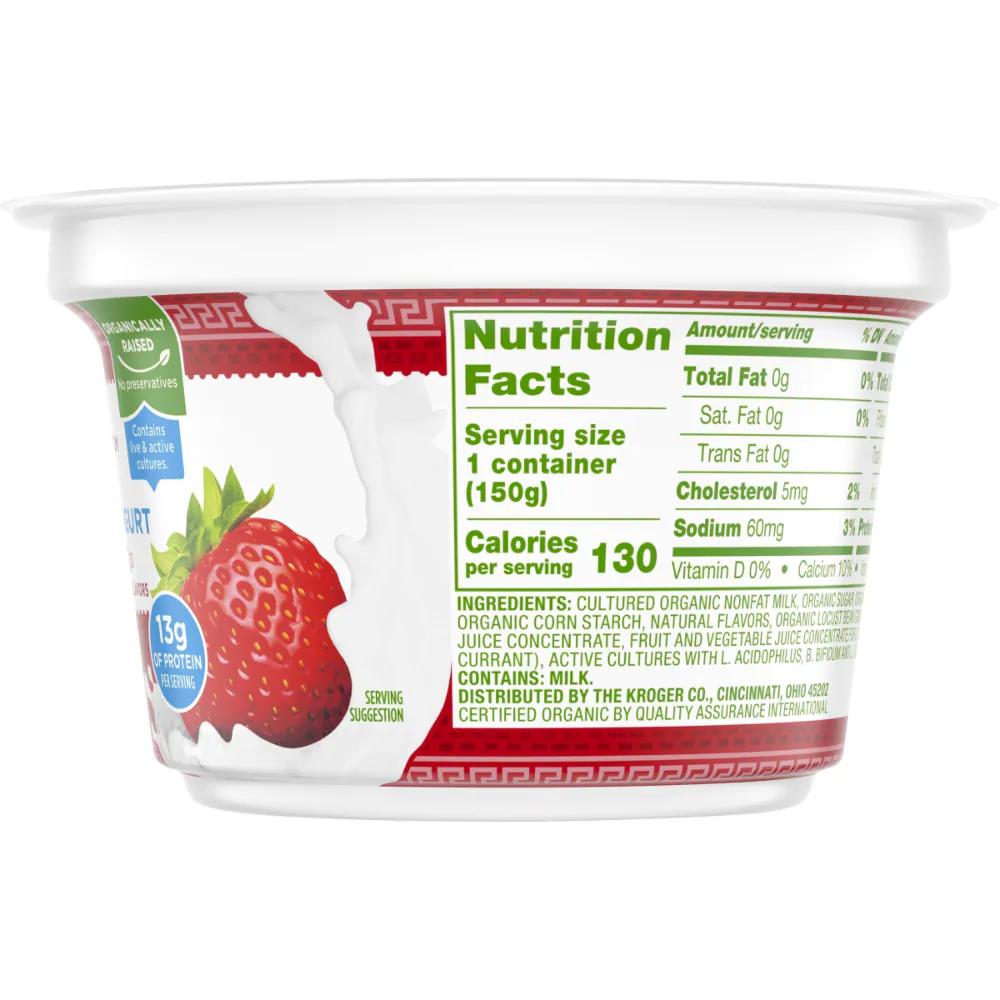 ORGANICALLY
RAISED
No preservatives
Contains
live & active
cultures.
13g
OF PROTEIN
PER SERVING
SERVING
SUGGESTION
Nutrition
Facts
Serving size
1 container
(150g)
Calories
per serving 130
Amount/serving % DV
Total Fat 0g 0%
Sat. Fat 0g 0%
Trans Fat 0g
Cholesterol 5mg 2%
Sodium 60mg 3%
Vitamin D 0% • Calcium 10% •
INGREDIENTS: CULTURED ORGANIC NONFAT MILK, ORGANIC SUGAR,
ORGANIC CORN STARCH, NATURAL FLAVORS, ORGANIC LOCUST BEAN
JUICE CONCENTRATE, FRUIT AND VEGETABLE JUICE CONCENTRATE
CURRANT), ACTIVE CULTURES WITH L. ACIDOPHILUS, B. BIFIDUM AND
CONTAINS: MILK.
DISTRIBUTED BY THE KROGER CO., CINCINNATI, OHIO 45202
CERTIFIED ORGANIC BY QUALITY ASSURANCE INTERNATIONAL